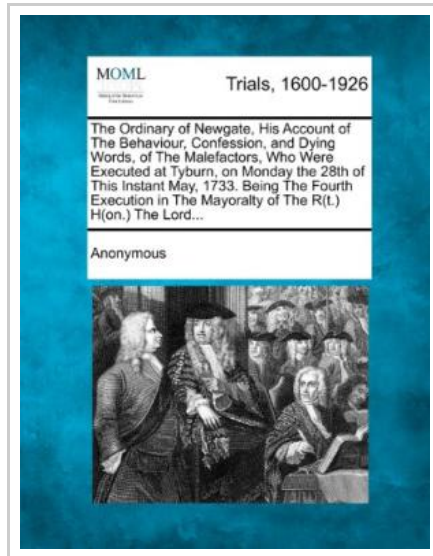 MOML
Trials, 1600-1926
The Ordinary of Newgate, His Account of
The Behaviour, Confession, and Dying
Words, of The Malefactors, Who Were
Executed at Tyburn, on Monday the 28th of
This Instant May, 1733. Being The Fourth
Execution in The Mayoralty of The R(t.)
H(on.) The Lord...
Anonymous